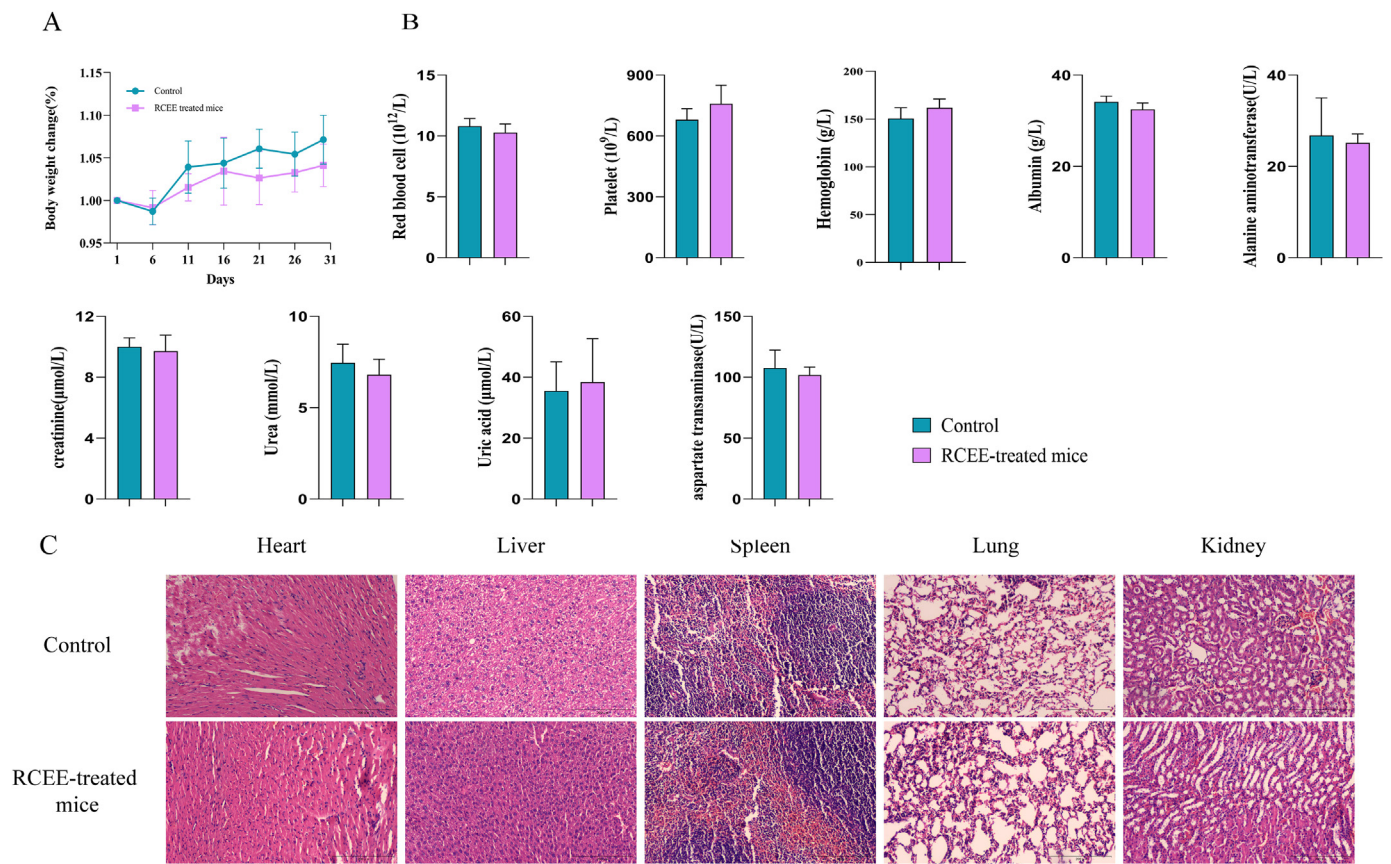 A
B
1.15
1.10
1.05
1.00
0.95
Body weight change(%)
Control
RCEE treated mice
1 6 11 16 21 26 31
Days
15
10
5
0
Red blood cell (10¹²/L)
900
600
300
0
Platelet (10⁹/L)
200
150
100
50
0
Hemoglobin (g/L)
40
20
0
Albumin (g/L)
40
20
0
Alanine aminotransferase(U/L)
12
8
4
0
creatinine(μmol/L)
10
5
0
Urea (mmol/L)
60
40
20
0
Uric acid (μmol/L)
150
100
50
0
aspartate transaminase(U/L)
Control
RCEE-treated mice
C
Heart Liver Spleen Lung Kidney
Control
RCEE-treated
mice